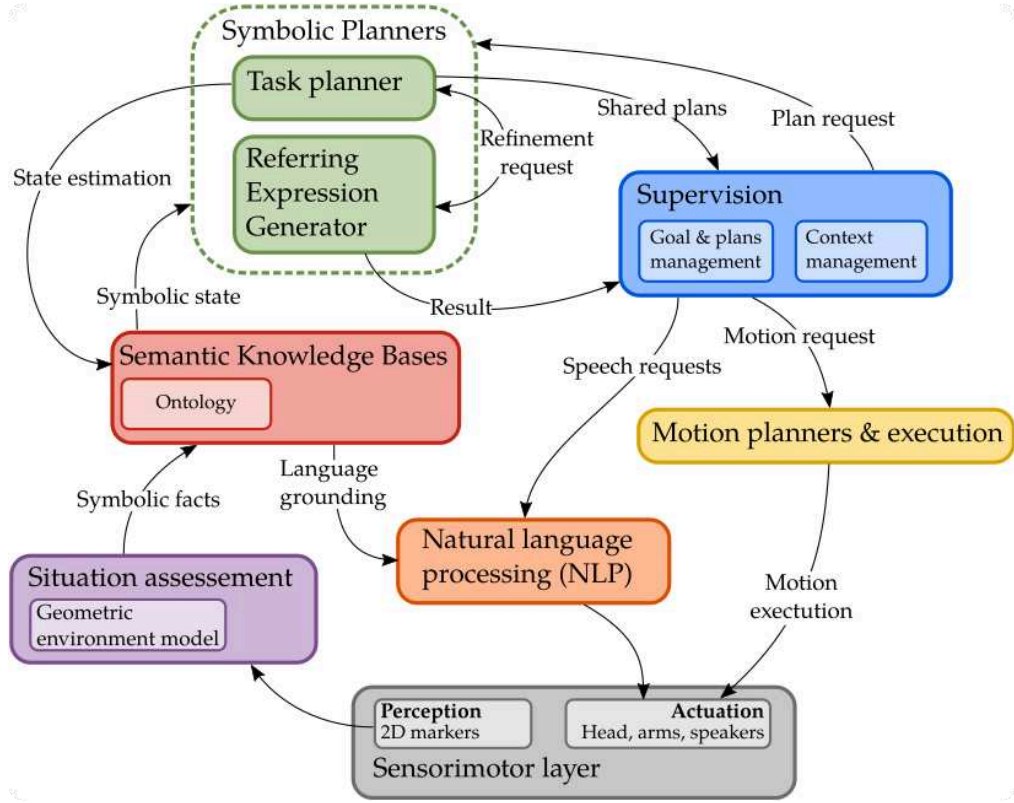 Symbolic Planners
Task planner
Shared plans
Plan request
Refinement
request
Referring
Expression
Generator
State estimation
Supervision
Goal & plans
management
Context
management
Symbolic state
Result
Motion request
Semantic Knowledge Bases
Ontology
Speech requests
Motion planners & execution
Language
grounding
Symbolic facts
Natural language
processing (NLP)
Situation assessement
Geometric
environment model
Motion
exectution
Perception
2D markers
Actuation
Head, arms, speakers
Sensorimotor layer